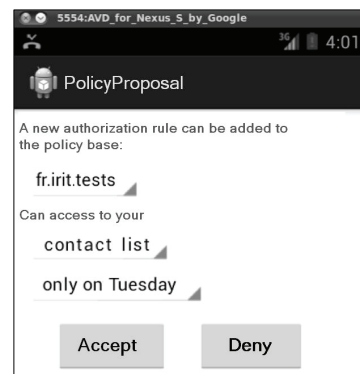 5554:AVD_for_Nexus_S_by_Google
3G 4:01
PolicyProposal
A new authorization rule can be added to
the policy base:
fr.irit.tests
Can access to your
contact list
only on Tuesday
Accept Deny